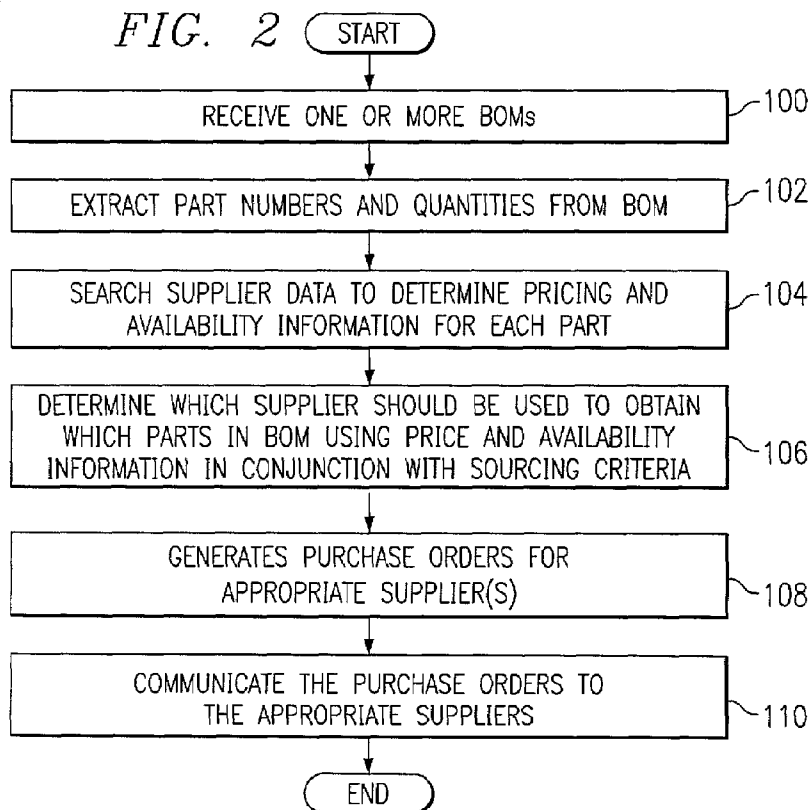 FIG. 2
START
RECEIVE ONE OR MORE BOMs
100
EXTRACT PART NUMBERS AND QUANTITIES FROM BOM
102
SEARCH SUPPLIER DATA TO DETERMINE PRICING AND
AVAILABILITY INFORMATION FOR EACH PART
104
DETERMINE WHICH SUPPLIER SHOULD BE USED TO OBTAIN
WHICH PARTS IN BOM USING PRICE AND AVAILABILITY
INFORMATION IN CONJUNCTION WITH SOURCING CRITERIA
106
GENERATES PURCHASE ORDERS FOR
APPROPRIATE SUPPLIER(S)
108
COMMUNICATE THE PURCHASE ORDERS TO
THE APPROPRIATE SUPPLIERS
110
END